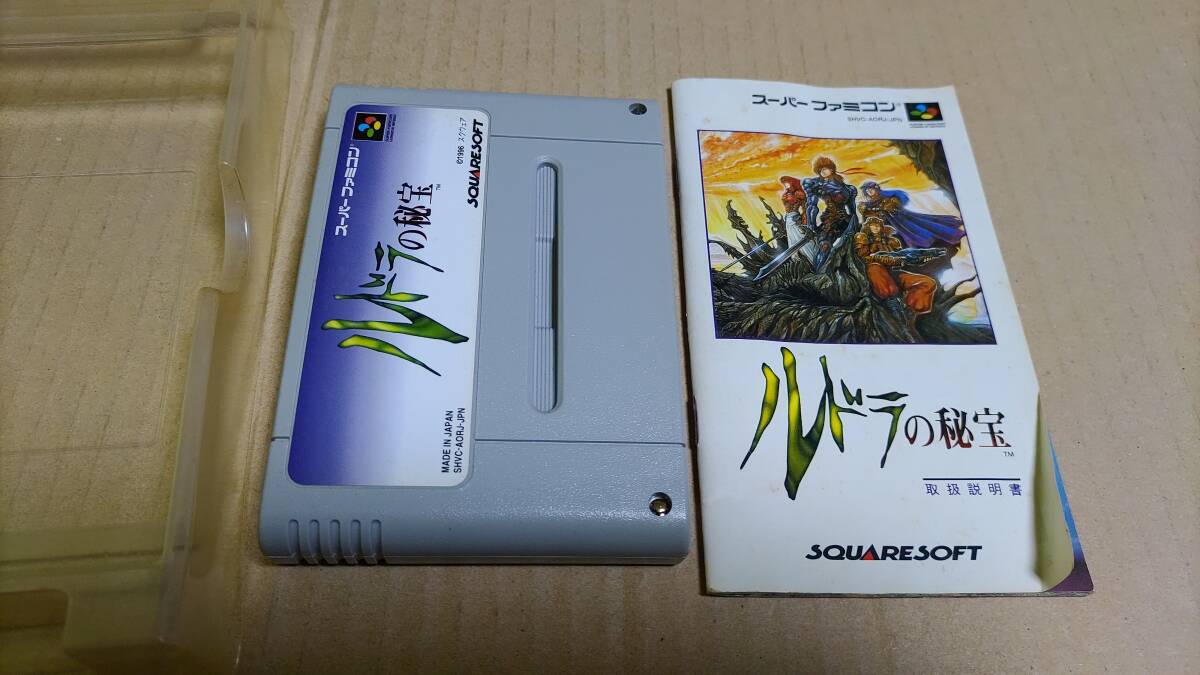 スーパーファミコン
ルドラの秘宝
TM
©1996 スクウェア
SQUARESOFT
MADE IN JAPAN
SHVC-AORJ-JPN
スーパーファミコン
SHVC-AORJ-JPN
ルドラの秘宝
TM
取扱説明書
SQUARESOFT